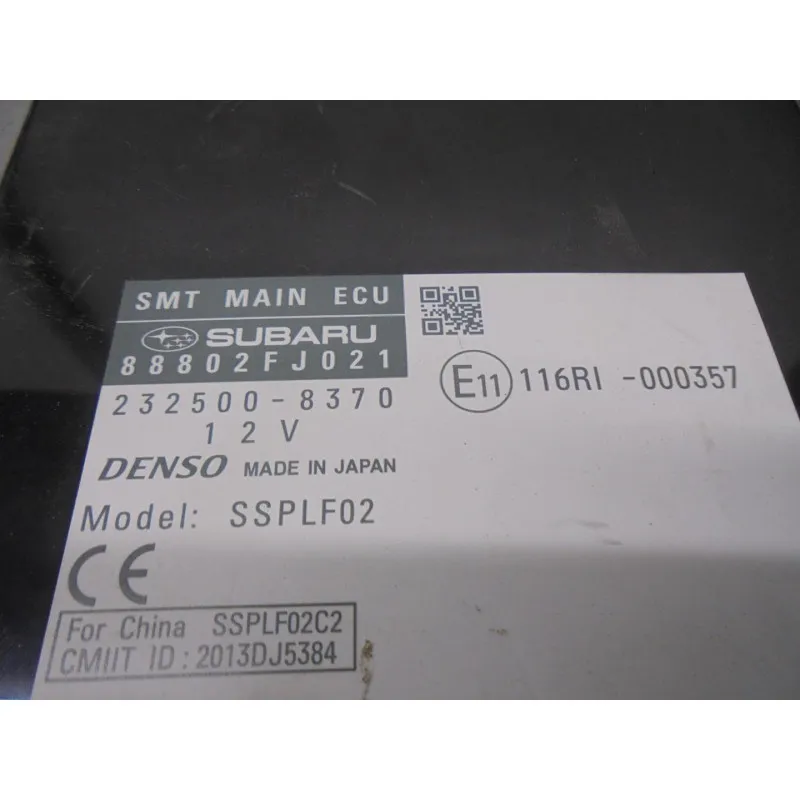 SMT MAIN ECU
SUBARU
88802FJ021
232500-8370
12V
DENSO MADE IN JAPAN
Model: SSPLF02
CE
For China SSPLF02C2
CMIIT ID : 2013DJ5384
E11 116RI -000357